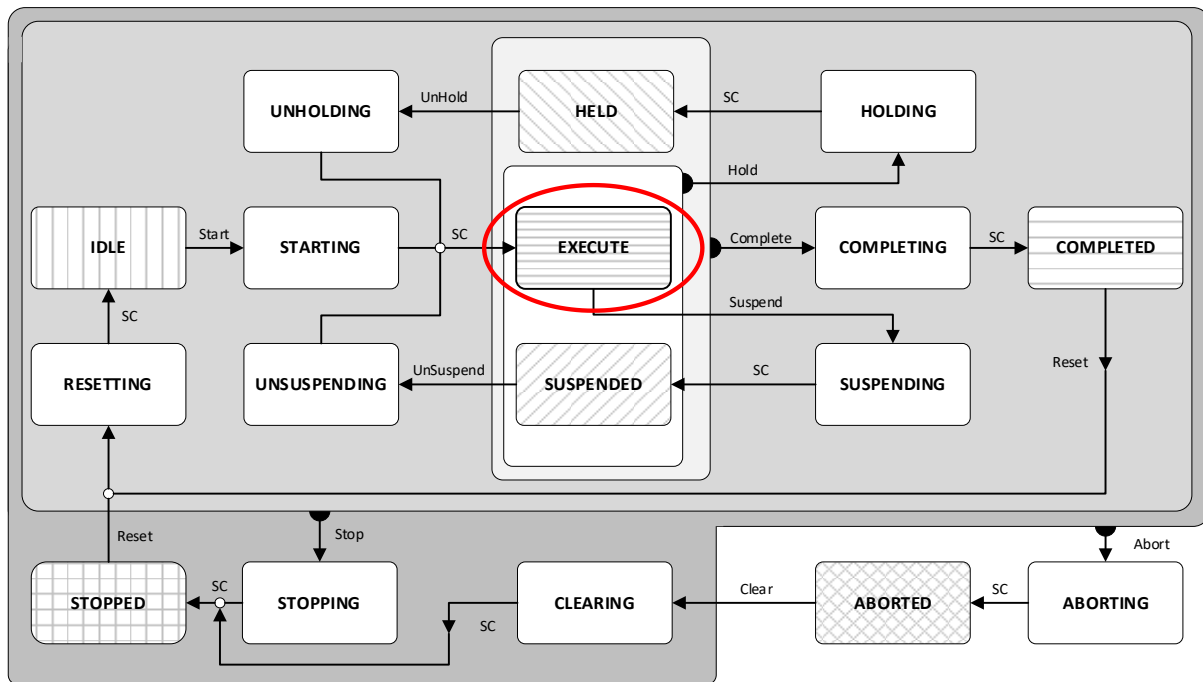 UnHold
SC
UNHOLDING
HELD
HOLDING
Hold
Start
SC
Complete
SC
IDLE
STARTING
EXECUTE
COMPLETING
COMPLETED
SC
Suspend
UnSuspend
SC
Reset
RESETTING
UNSUSPENDING
SUSPENDED
SUSPENDING
Reset
Stop
Abort
SC
Clear
SC
STOPPED
STOPPING
CLEARING
ABORTED
ABORTING
SC